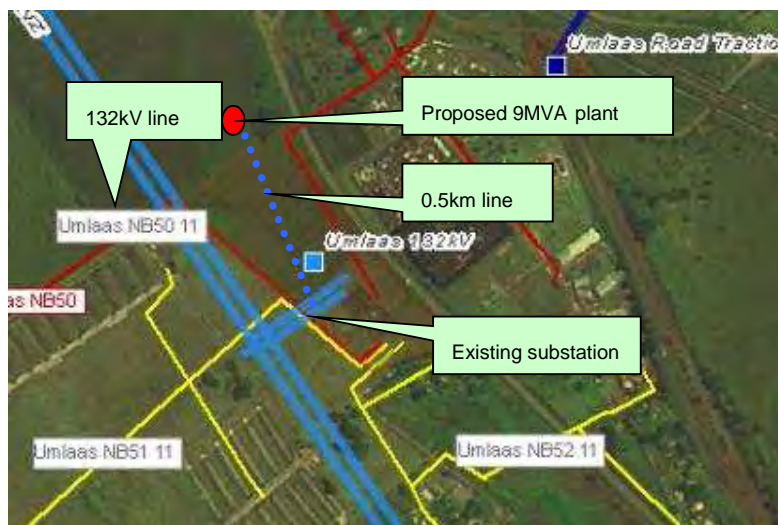 Umlaas Road Tractio
132kV line
Proposed 9MVA plant
0.5km line
Umlaas NB50 11
Umlaas 132kV
as NB50
Existing substation
Umlaas NB51 11
Umlaas NB52 11